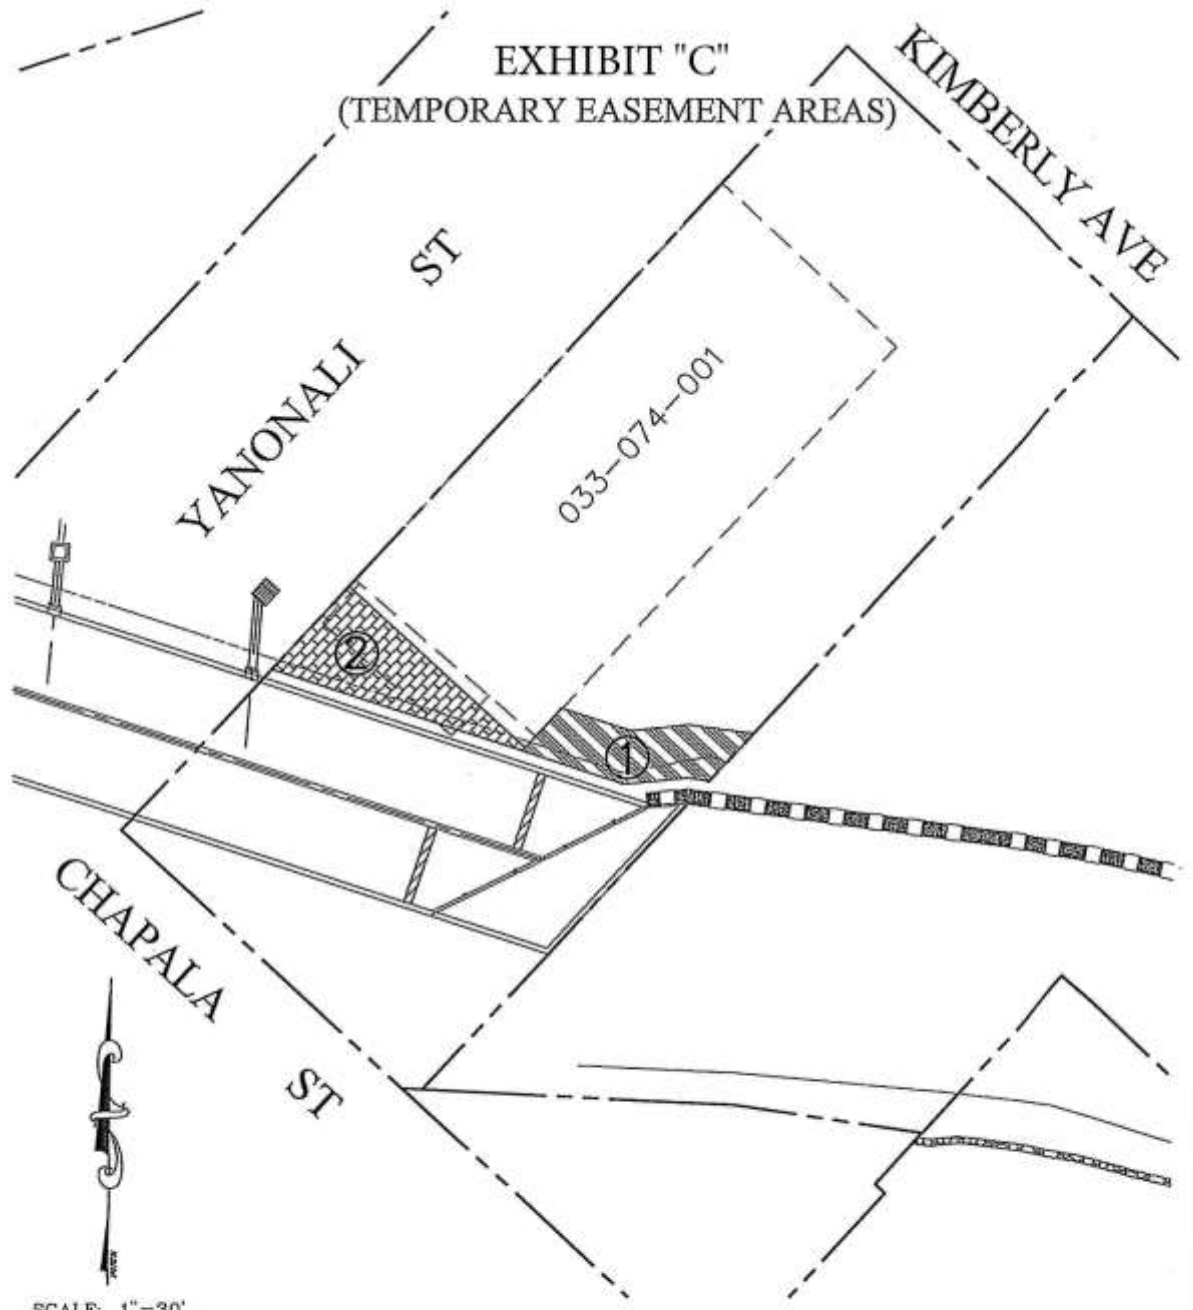 EXHIBIT "C"
(TEMPORARY EASEMENT AREAS)
KIMBERLY AVE
YANONALI ST
033-074-001
2
1
CHAPALA ST
SCALE: 1"=30'